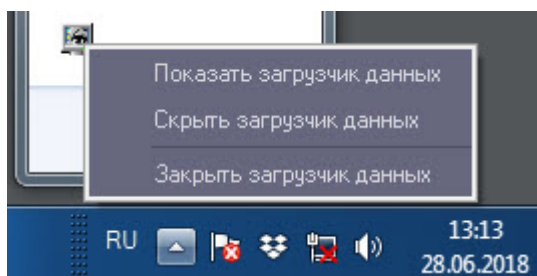 Показать загрузчик данных
Скрыть загрузчик данных
Закрыть загрузчик данных
RU
13:13
28.06.2018